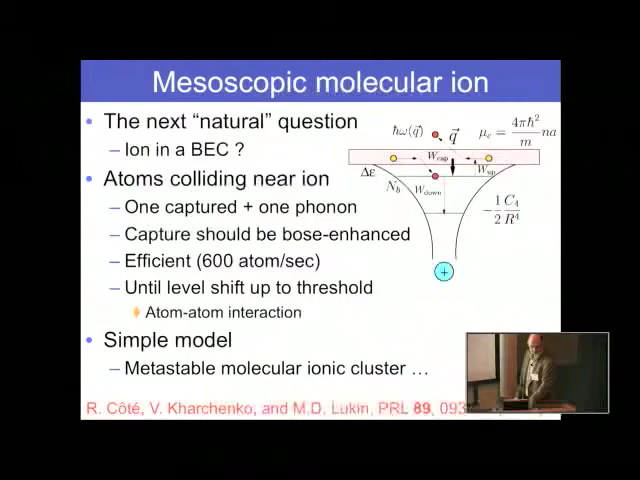 Mesoscopic molecular ion
• The next “natural” question
– Ion in a BEC ?
• Atoms colliding near ion
– One captured + one phonon
– Capture should be bose-enhanced
– Efficient (600 atom/sec)
– Until level shift up to threshold
Atom-atom interaction
• Simple model
– Metastable molecular ionic cluster …
R. Côté, V. Kharchenko, and M.D. Lukin, PRL 89, 093
ħω(q⃗)
q⃗
μ_c = 4πħ²/m na
W_cap
W_up
Δε
N_b
W_down
-1/2 C₄/R⁴
+